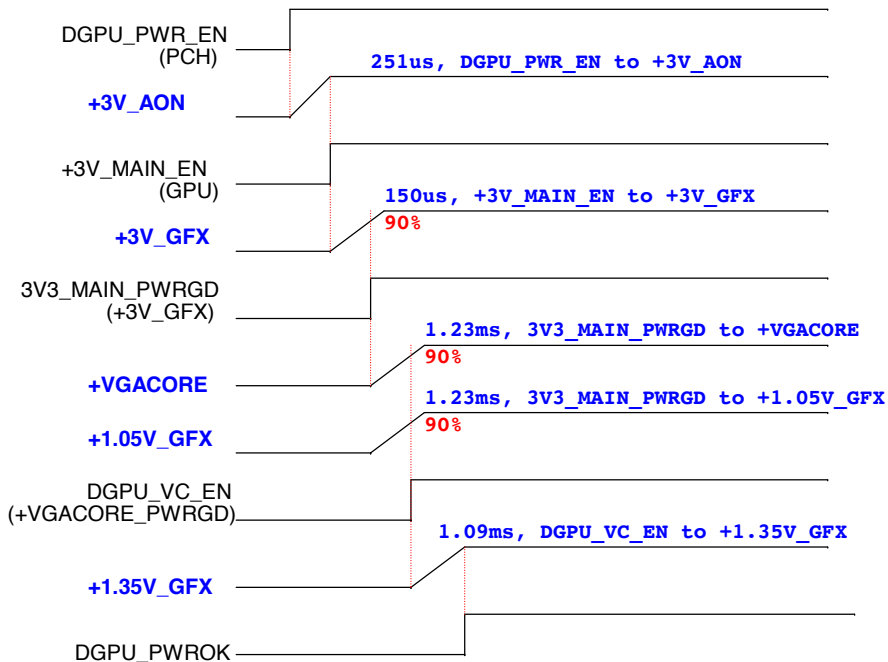 DGPU_PWR_EN
(PCH)
251us, DGPU_PWR_EN to +3V_AON
+3V_AON
+3V_MAIN_EN
(GPU)
150us, +3V_MAIN_EN to +3V_GFX
90%
+3V_GFX
3V3_MAIN_PWRGD
(+3V_GFX)
1.23ms, 3V3_MAIN_PWRGD to +VGACORE
90%
+VGACORE
1.23ms, 3V3_MAIN_PWRGD to +1.05V_GFX
90%
+1.05V_GFX
DGPU_VC_EN
(+VGACORE_PWRGD)
1.09ms, DGPU_VC_EN to +1.35V_GFX
+1.35V_GFX
DGPU_PWROK